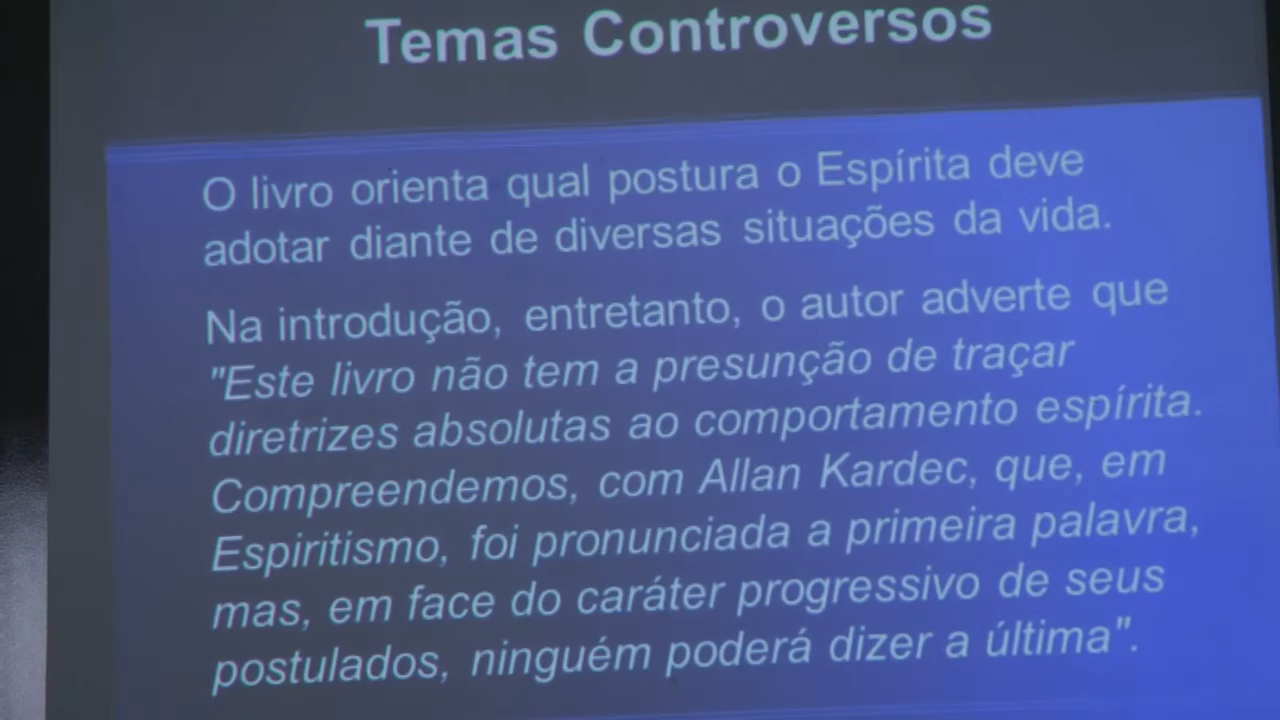 Temas Controversos
O livro orienta qual postura o Espírita deve
adotar diante de diversas situações da vida.
Na introdução, entretanto, o autor adverte que
"Este livro não tem a presunção de traçar
diretrizes absolutas ao comportamento espírita.
Compreendemos, com Allan Kardec, que, em
Espiritismo, foi pronunciada a primeira palavra,
mas, em face do caráter progressivo de seus
postulados, ninguém poderá dizer a última".